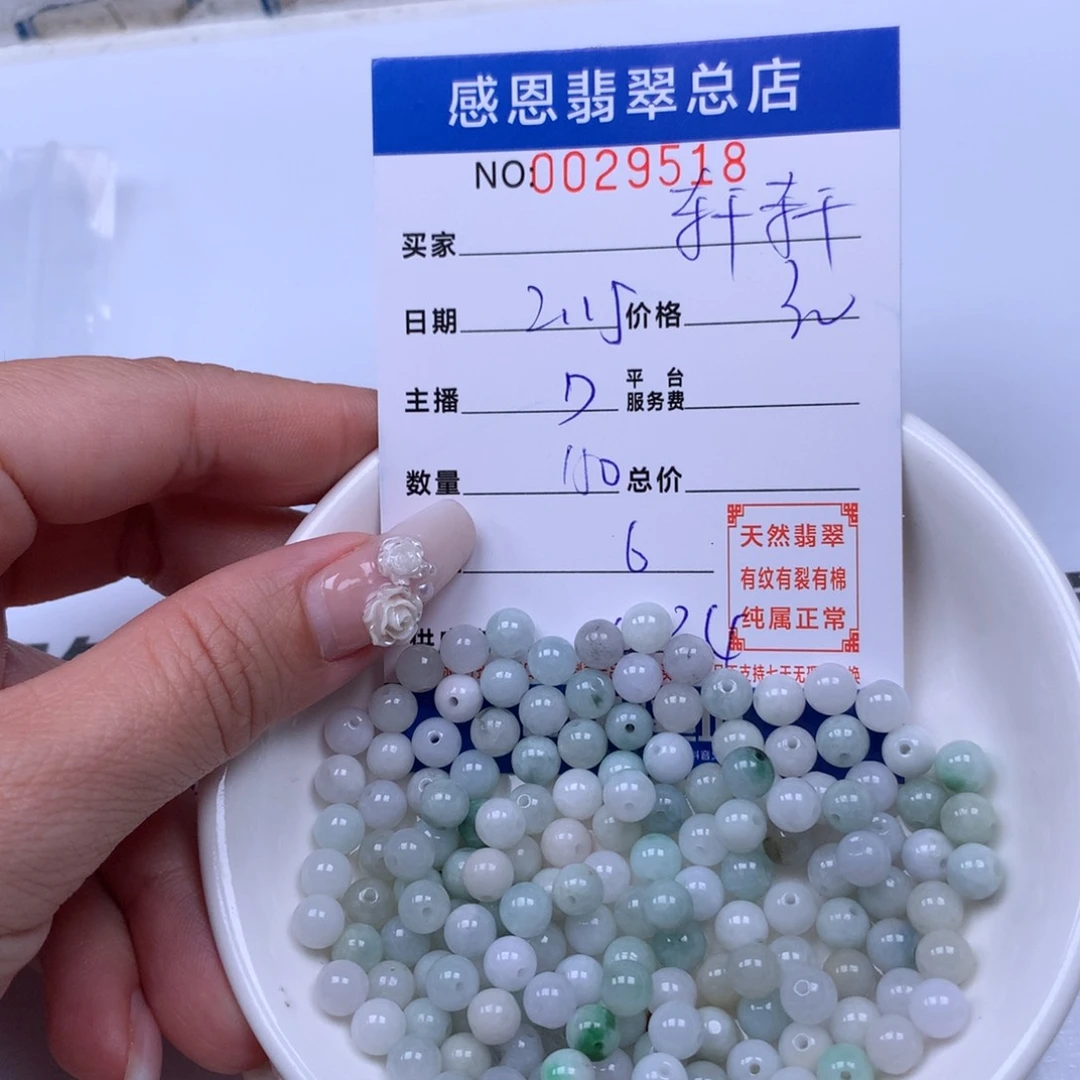 感恩翡翠总店
NO:0029518
买家 轩轩
日期 2.15 价格
主播 7 平台服务费
数量 150 总价
6
天然翡翠
有纹有裂有棉
纯属正常
供